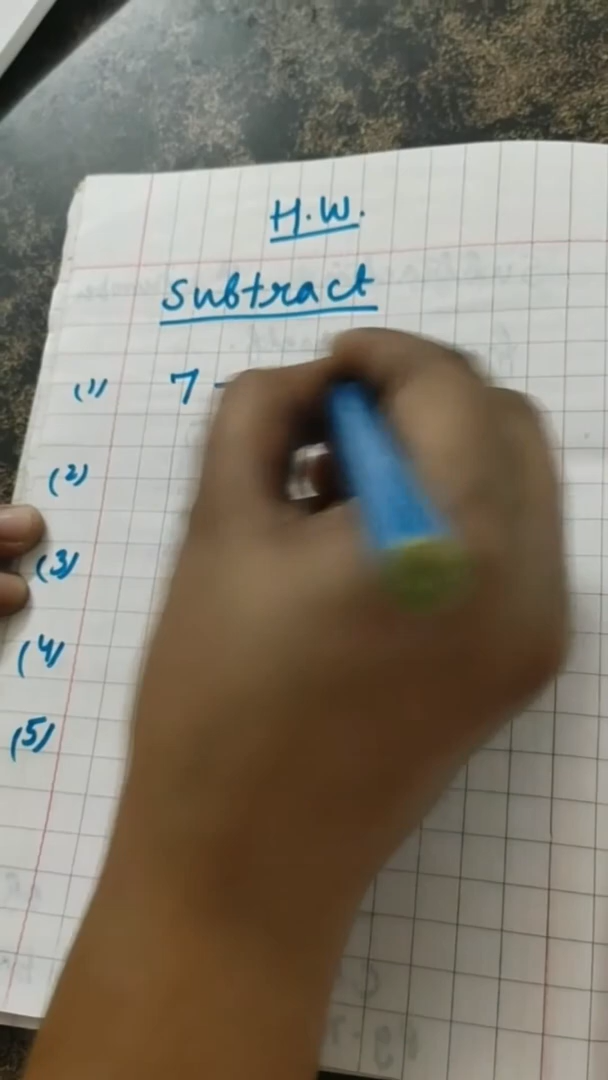 H.W.
Subtract
(1) 7 -
(2)
(3)
(4)
(5)